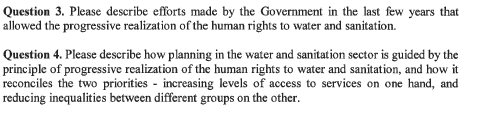 Question 3. Please describe efforts made by the Government in the last few years that
allowed the progressive realization of the human rights to water and sanitation.
Question 4. Please describe how planning in the water and sanitation sector is guided by the
principle of progressive realization of the human rights to water and sanitation, and how it
reconciles the two priorities - increasing levels of access to services on one hand, and
reducing inequalities between different groups on the other.